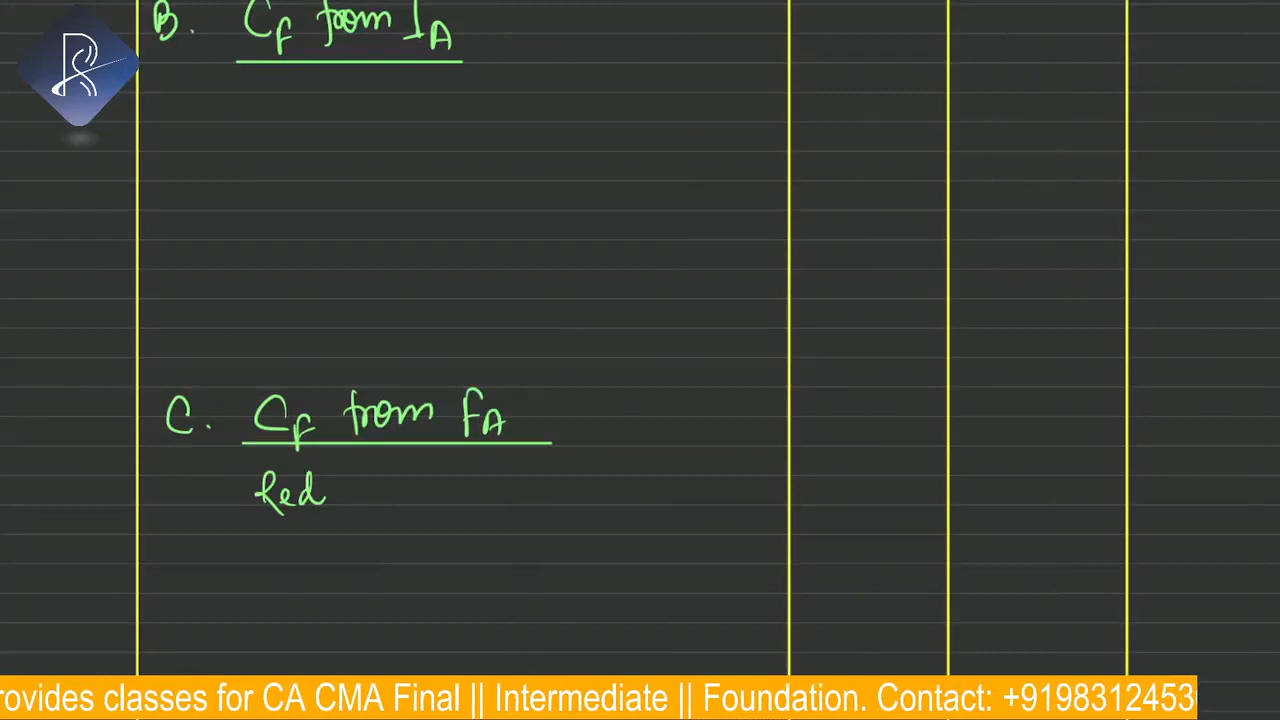 B. CF from IA
C. CF from FA
Red
rovides classes for CA CMA Final || Intermediate || Foundation. Contact: +9198312453